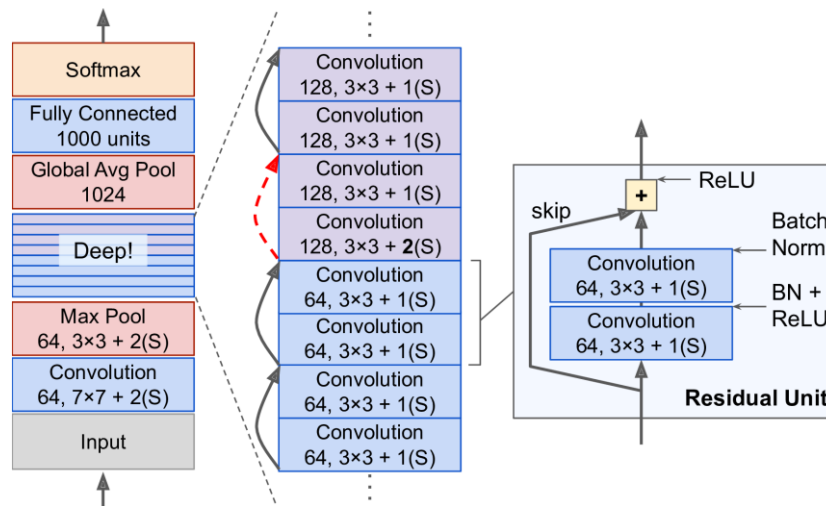 Softmax
Fully Connected
1000 units
Global Avg Pool
1024
Deep!
Max Pool
64, 3×3 + 2(S)
Convolution
64, 7×7 + 2(S)
Input
Convolution
128, 3×3 + 1(S)
Convolution
128, 3×3 + 1(S)
Convolution
128, 3×3 + 1(S)
Convolution
128, 3×3 + 2(S)
Convolution
64, 3×3 + 1(S)
Convolution
64, 3×3 + 1(S)
Convolution
64, 3×3 + 1(S)
Convolution
64, 3×3 + 1(S)
+
ReLU
skip
Batch
Norm
Convolution
64, 3×3 + 1(S)
BN +
ReLU
Convolution
64, 3×3 + 1(S)
Residual Unit